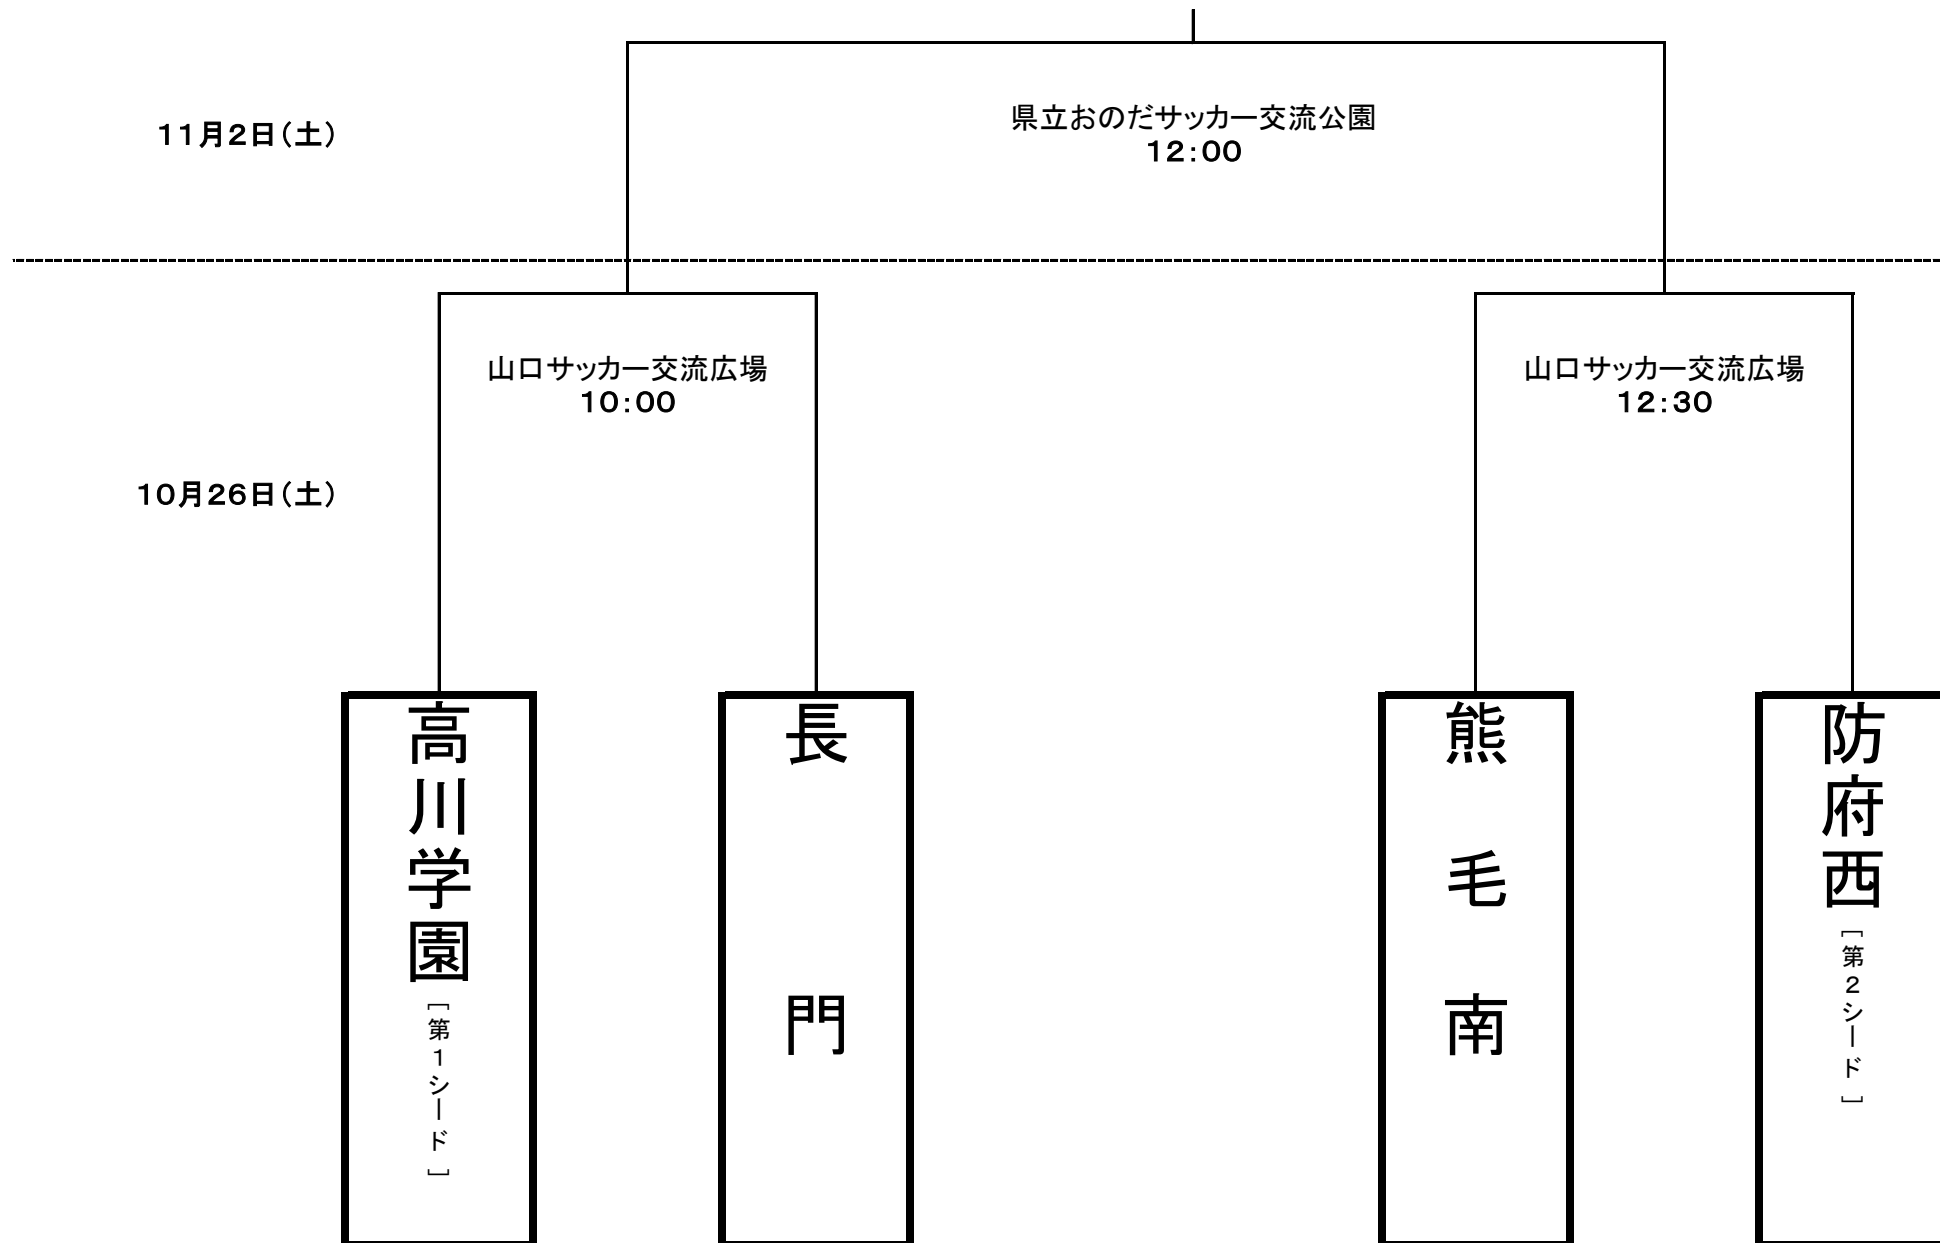 11月2日(土)
県立おのだサッカー交流公園
12:00
山口サッカー交流広場
10:00
山口サッカー交流広場
12:30
10月26日(土)
高川学園[第1シード]
長門
熊毛南
防府西[第2シード]